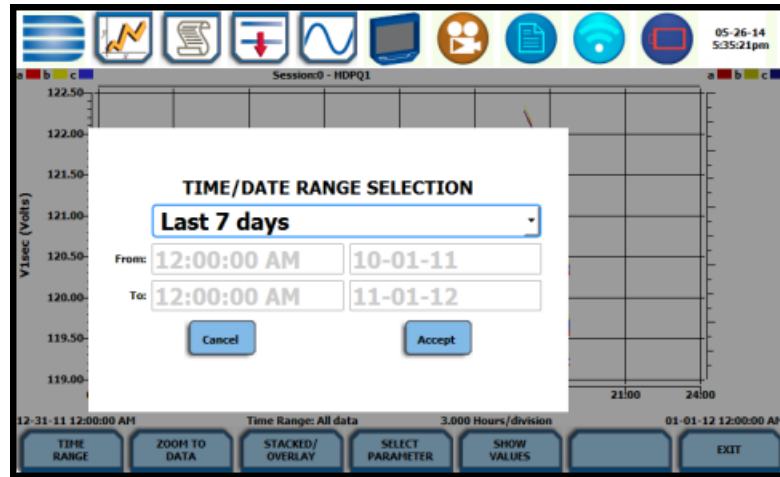 05-26-14
5:35:21pm
a b c
Session:0 - HDPQ1
a b c
122.50
122.00
121.50
121.00
120.50
120.00
119.50
119.00
V1sec (Volts)
TIME/DATE RANGE SELECTION
Last 7 days
From: 12:00:00 AM 10-01-11
To: 12:00:00 AM 11-01-12
Cancel Accept
21:00 24:00
12-31-11 12:00:00 AM Time Range: All data 3.000 Hours/division 01-01-12 12:00:00 AM
TIME
RANGE
ZOOM TO
DATA
STACKED/
OVERLAY
SELECT
PARAMETER
SHOW
VALUES
EXIT